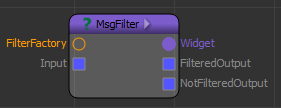 ? MsgFilter
FilterFactory
Widget
Input
FilteredOutput
NotFilteredOutput